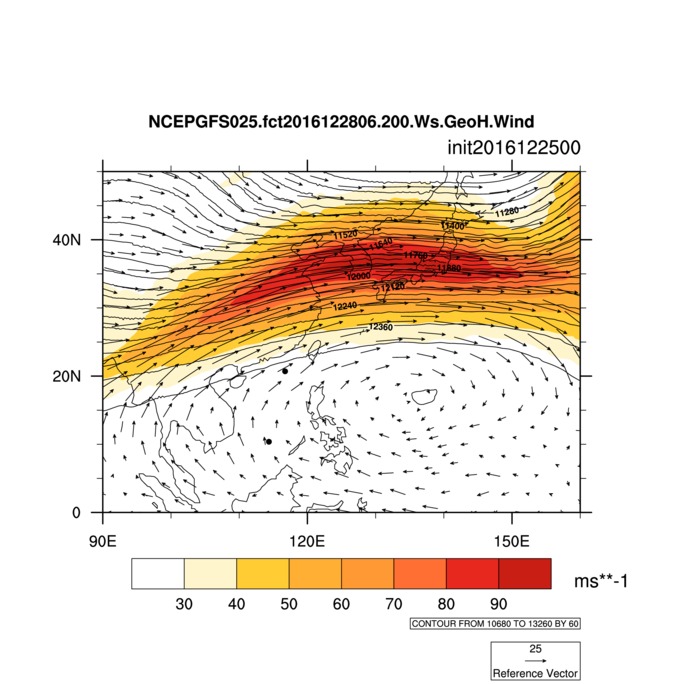 NCEPGFS025.fct2016122806.200.Ws.GeoH.Wind
init2016122500
11280
11400
11520
11640
11760
11880
12000
12120
12240
12360
40N
20N
0
90E 120E 150E
ms**-1
30 40 50 60 70 80 90
CONTOUR FROM 10680 TO 13260 BY 60
25
Reference Vector